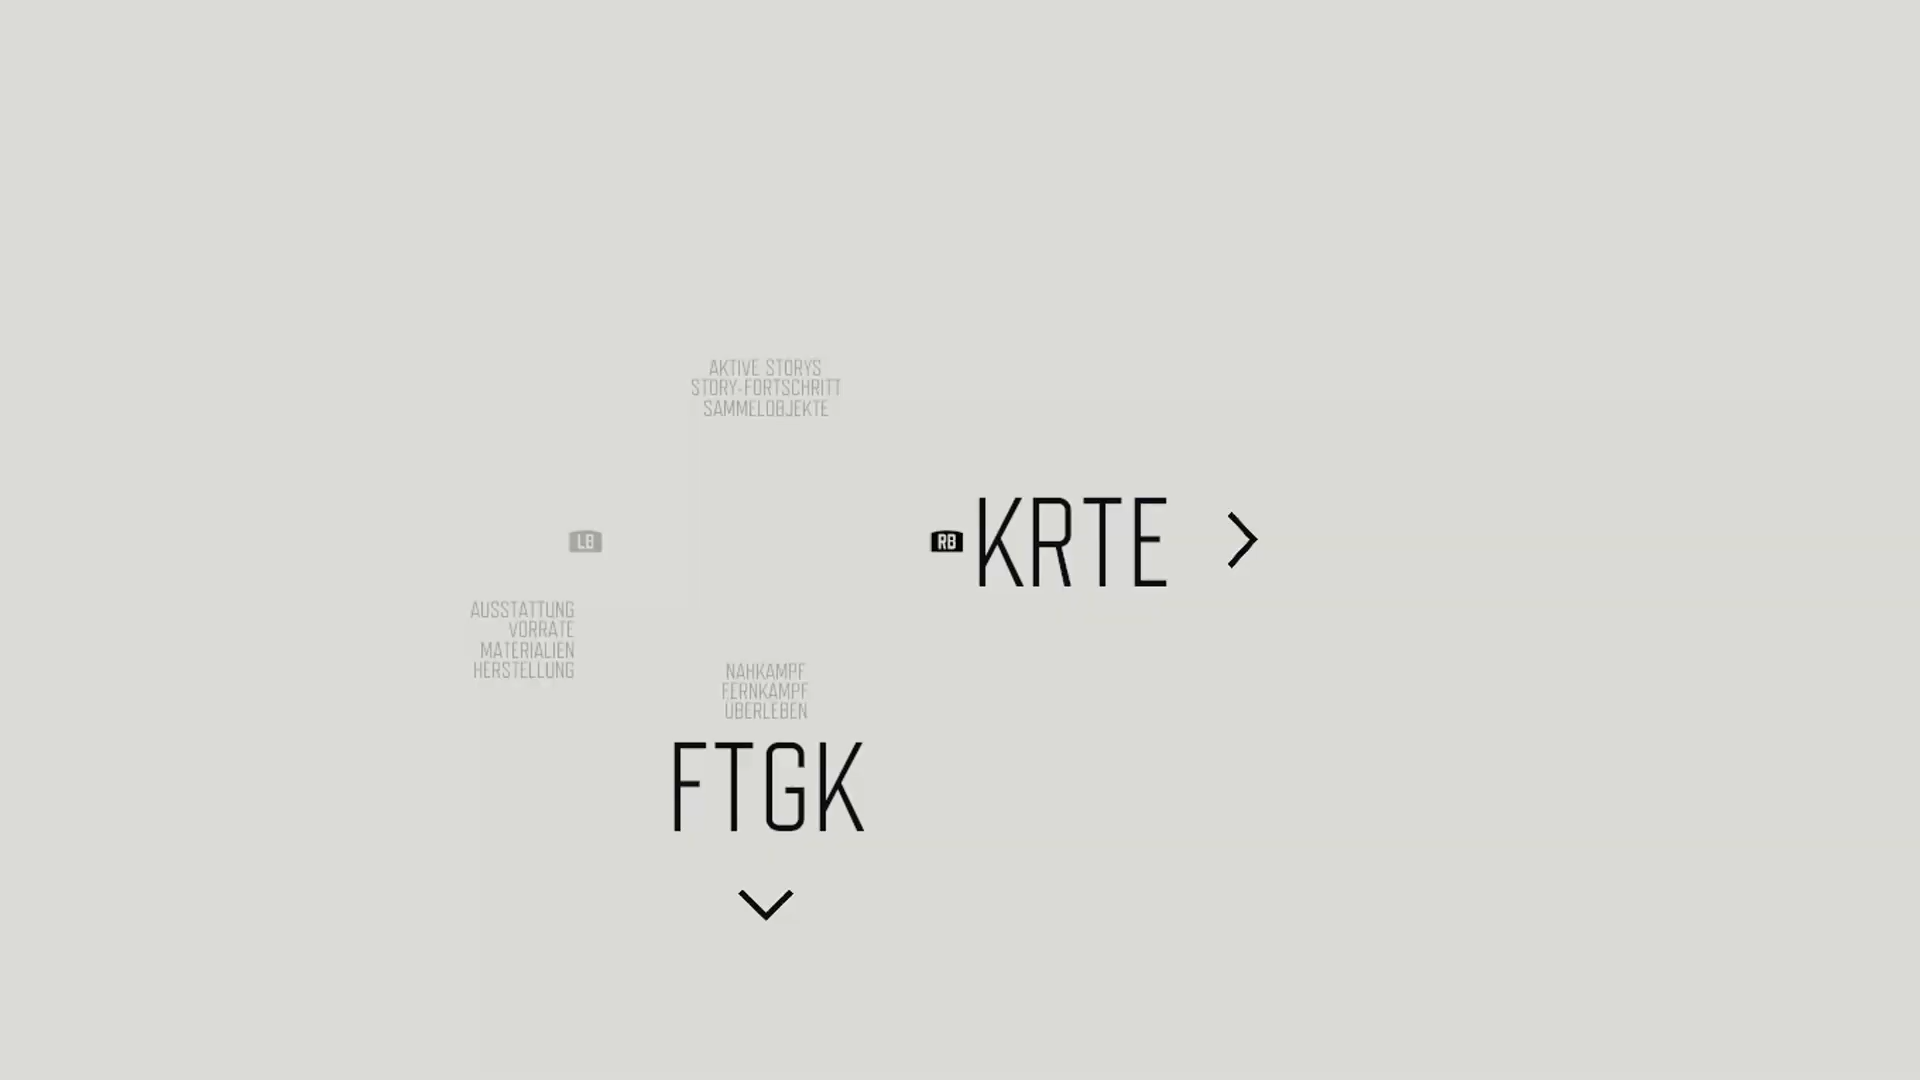 AKTIVE STORYS
STORY-FORTSCHRITT
SAMMELOBJEKTE
LB
RB KRTE
AUSSTATTUNG
VORRÄTE
MATERIALIEN
HERSTELLUNG
NAHKAMPF
FERNKAMPF
ÜBERLEBEN
FTGK